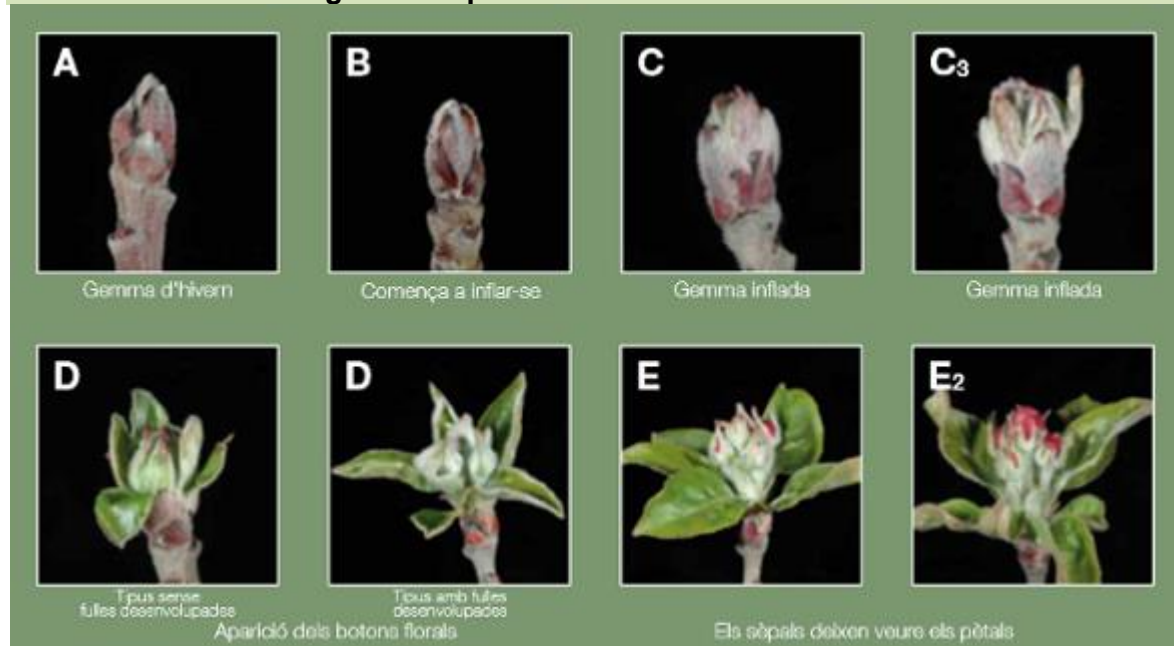 A
B
C
C₃
Gemma d'hivern
Comença a inflar-se
Gemma inflada
Gemma inflada
D
D
E
E₂
Tipus sense
fulles desenvolupades
Tipus amb fulles
desenvolupades
Aparició dels botons florals
Els sèpals deixen veure els pètals